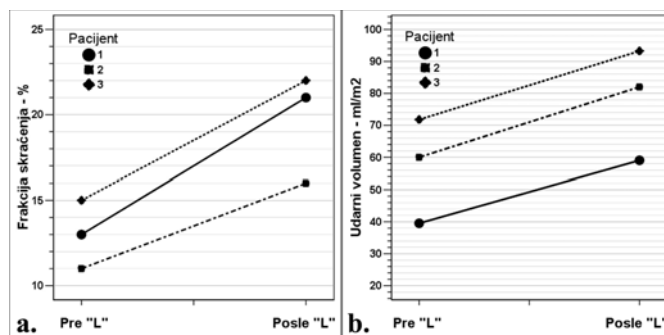 Pacijent
1
2
3
Frakcija skraćenja - %
25
20
15
10
Pre "L"
Posle "L"
a.
Pacijent
1
2
3
Udarni volumen - ml/m2
100
90
80
70
60
50
40
30
20
Pre "L"
Posle "L"
b.